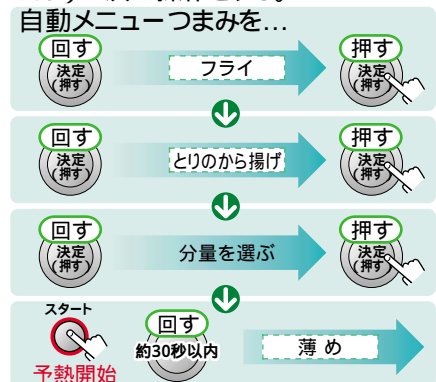 自動メニューつまみを…
回す
決定
(押す)
フライ
押す
決定
(押す)
回す
決定
(押す)
とりのから揚げ
押す
決定
(押す)
回す
決定
(押す)
分量を選ぶ
押す
決定
(押す)
スタート
予熱開始
回す
約30秒以内
薄め